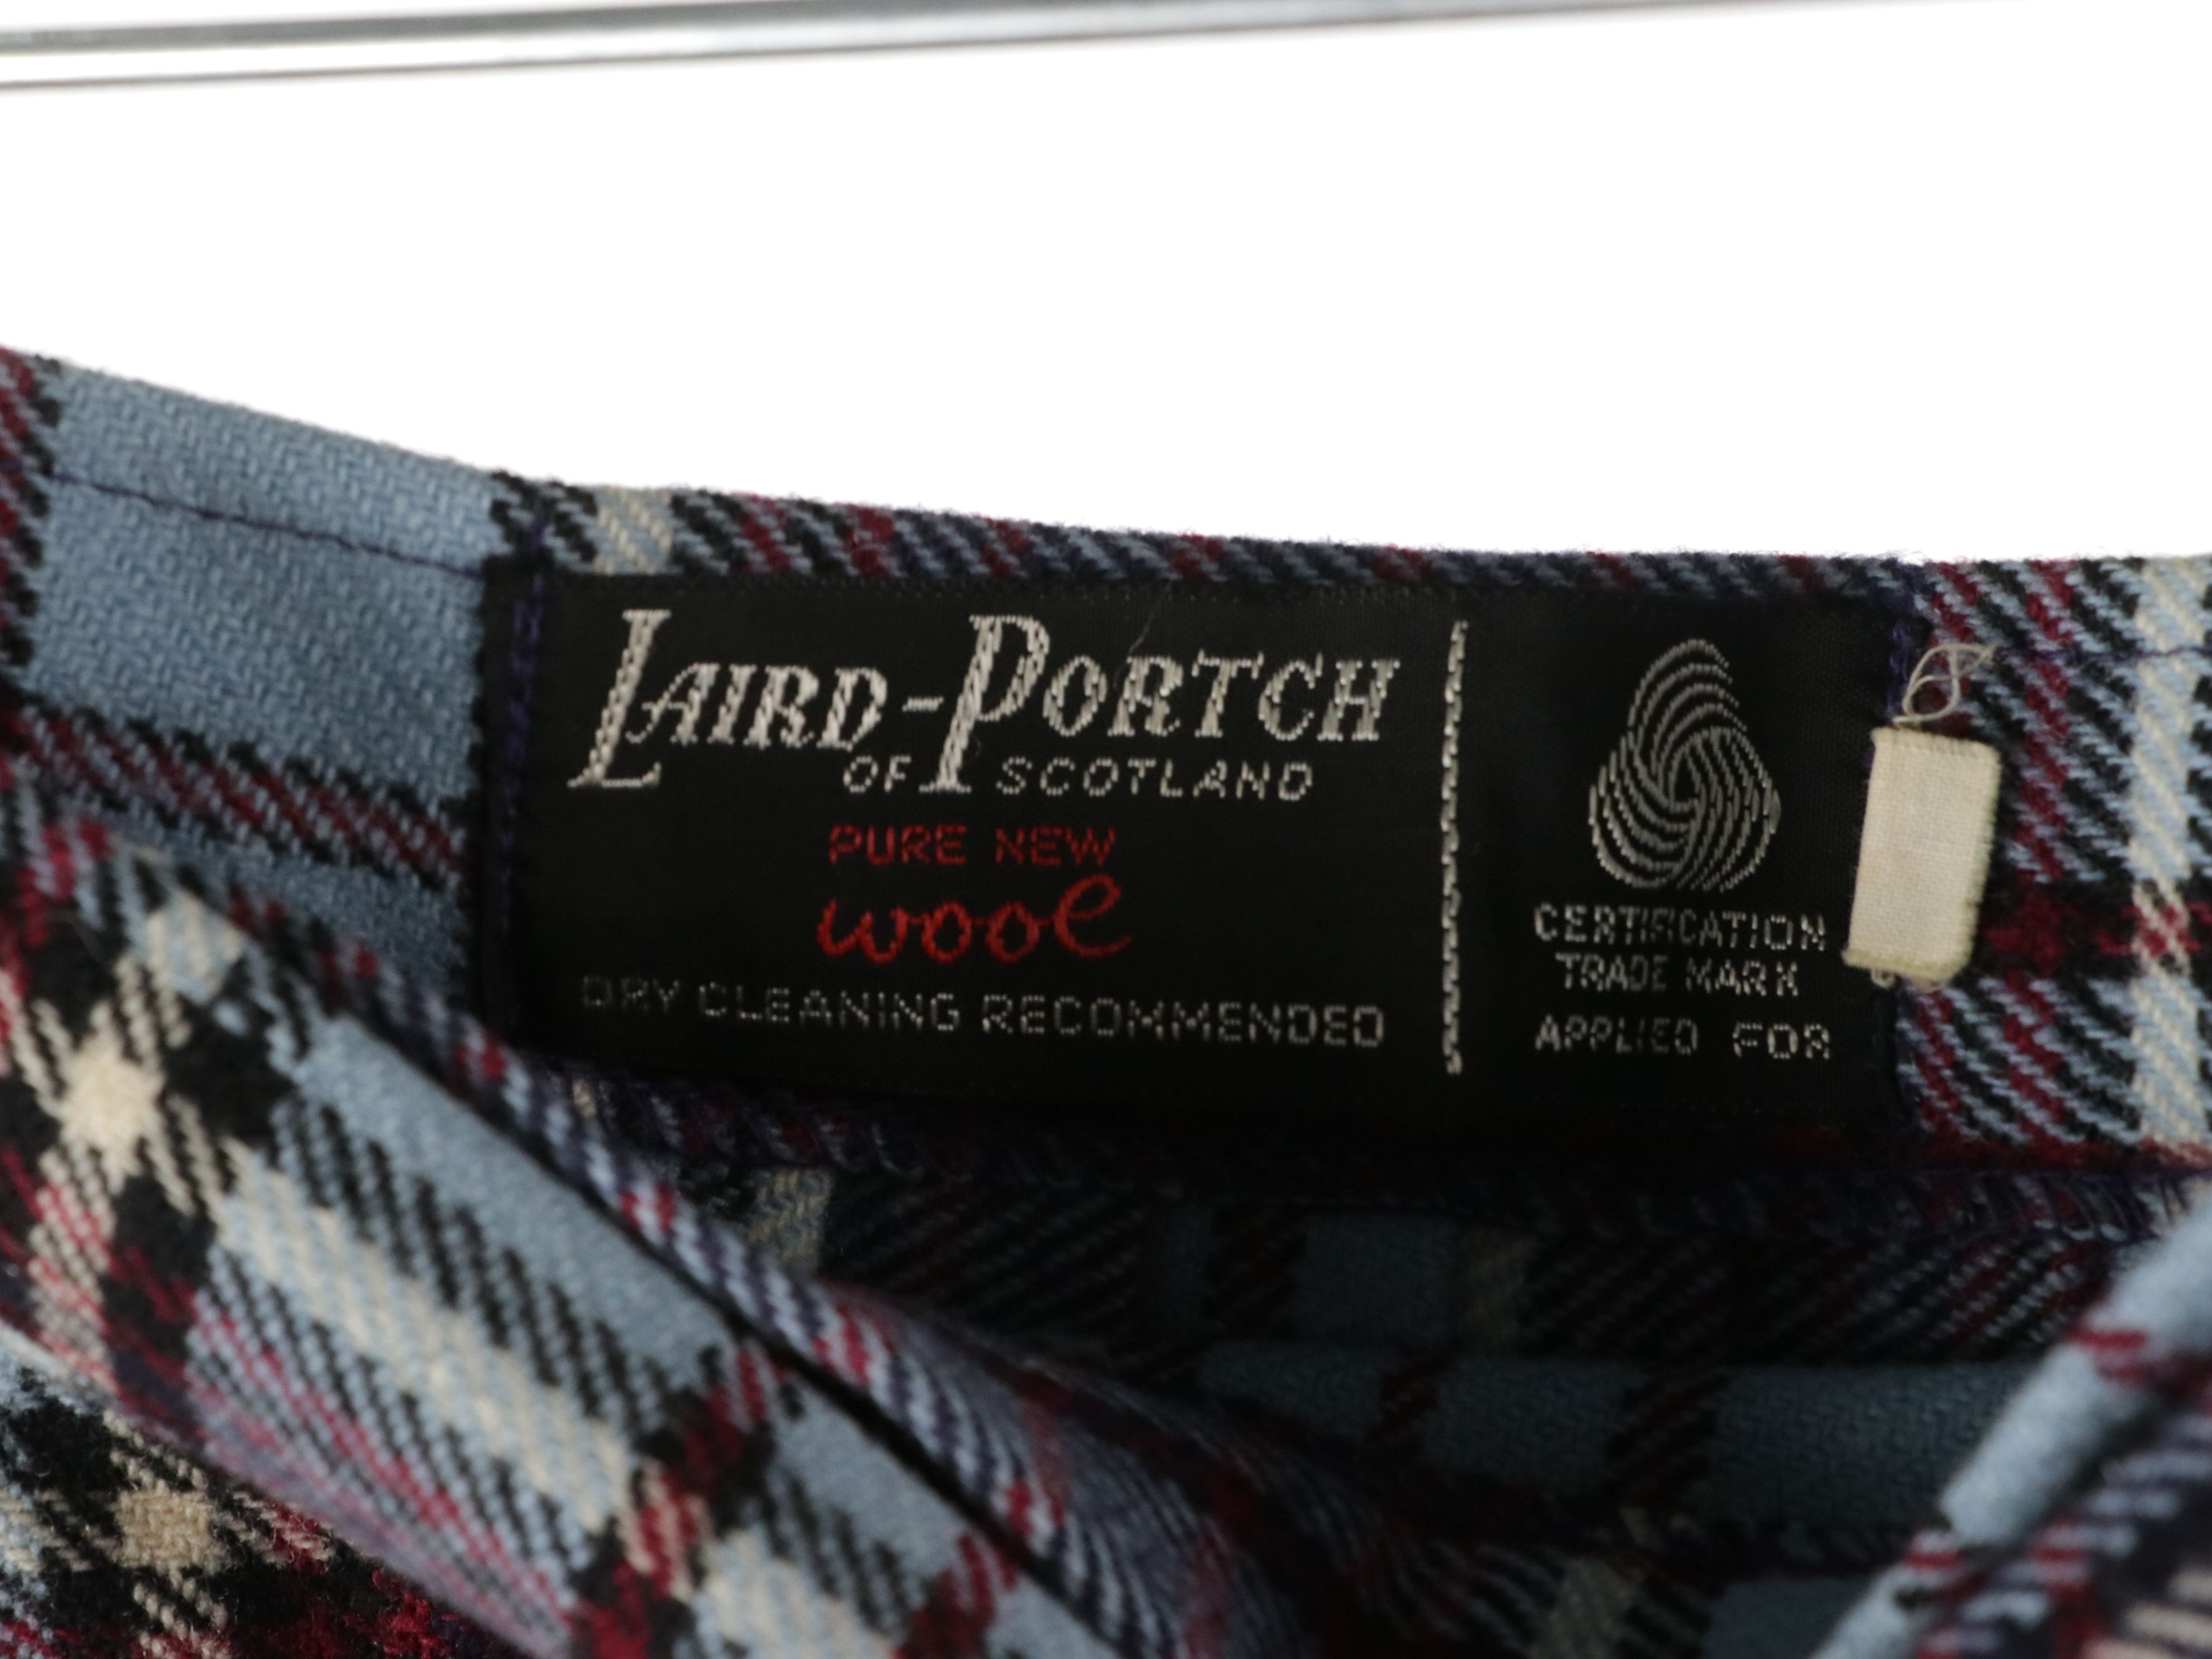 LAIRD-PORTCH
OF SCOTLAND
PURE NEW
wool
DRY CLEANING RECOMMENDED
CERTIFICATION
TRADE MARK
APPLIED FOR